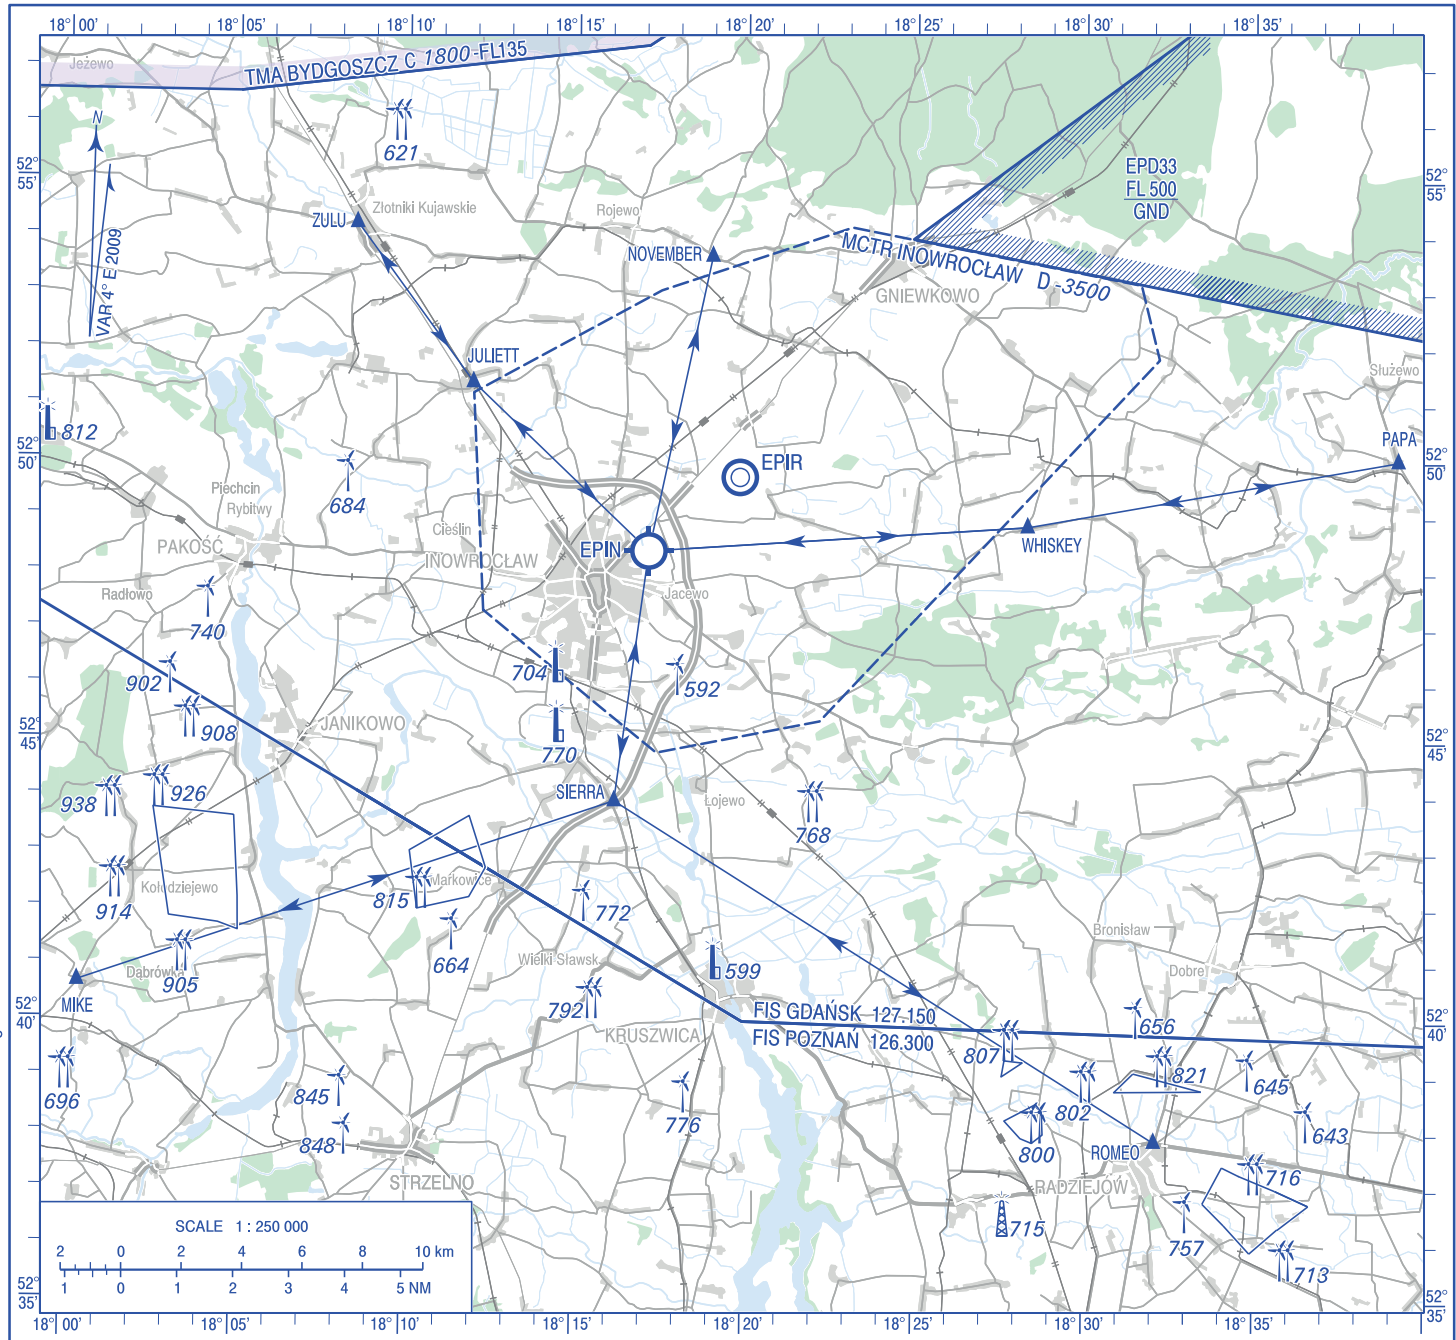 18° 00' 18° 05' 18° 10' 18° 15' 18° 20' 18° 25' 18° 30' 18° 35'
Jeżewo
TMA BYDGOSZCZ C 1800-FL135
N
VAR 4° E 2009
621
52° 55'
52° 55'
EPD33
FL 500
GND
ZULU
Złotniki Kujawskie
Rojewo
NOVEMBER
MCTR INOWROCŁAW D -3500
GNIEWKOWO
JULIETT
Służewo
812
52° 50'
PAPA
52° 50'
EPIR
684
Piechcin
Rybitwy
Cieślin
PAKOŚĆ
INOWROCŁAW
EPIN
WHISKEY
Radłowo
Jacewo
740
902
704
592
908
JANIKOWO
52° 45'
52° 45'
770
938
926
SIERRA
Łojewo
768
Kołodziejewo
815
Markowice
914
772
664
Bronisław
Wielki Sławsk
599
Dąbrówka
905
Dobre
MIKE
792
52° 40'
52° 40'
FIS GDAŃSK 127.150
656
KRUSZWICA
FIS POZNAŃ 126.300
807
821
645
696
845
802
776
643
848
800
ROMEO
716
STRZELNO
RADZIEJÓW
715
757
713
SCALE 1 : 250 000
2 0 2 4 6 8 10 km
1 0 1 2 3 4 5 NM
52° 35'
52° 35'
18° 00' 18° 05' 18° 10' 18° 15' 18° 20' 18° 25' 18° 30' 18° 35'